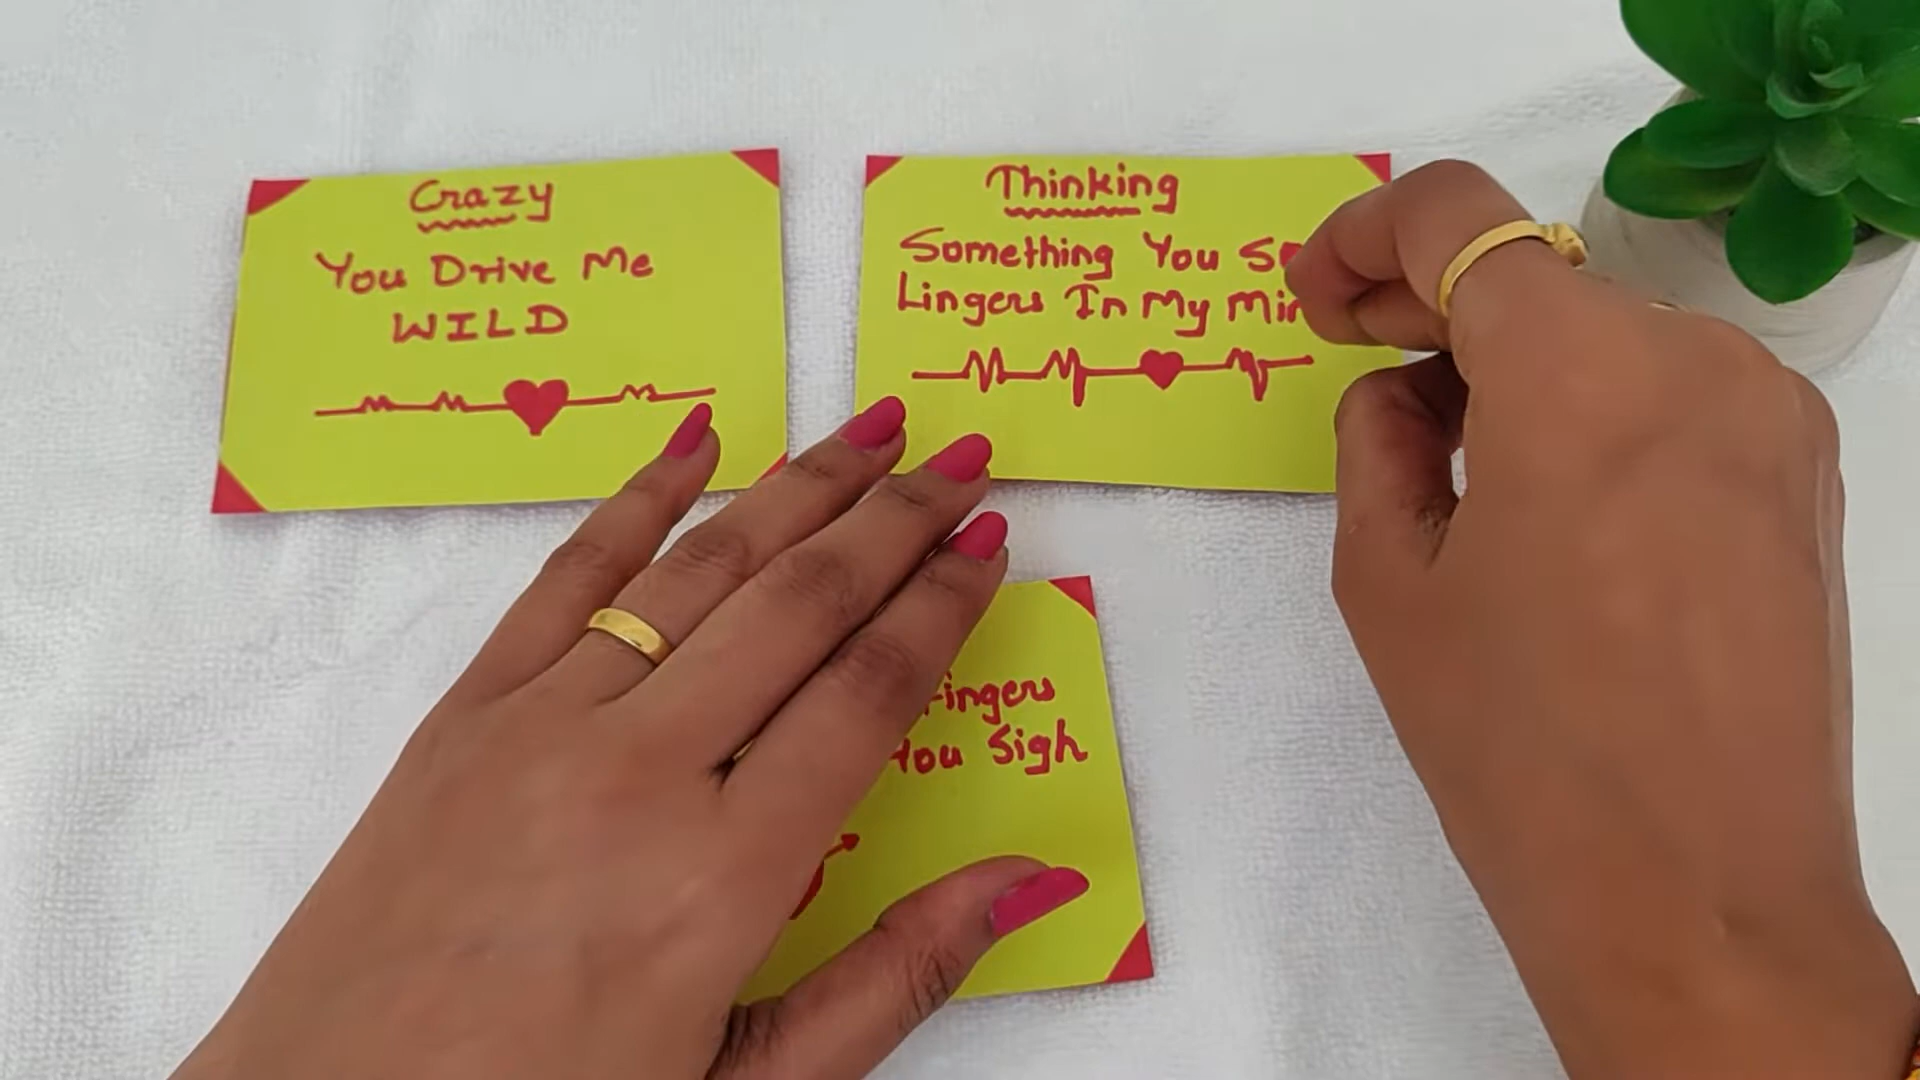 Crazy
You Drive Me
WILD
Thinking
Something You
Lingers In My
Fingers
You Sigh